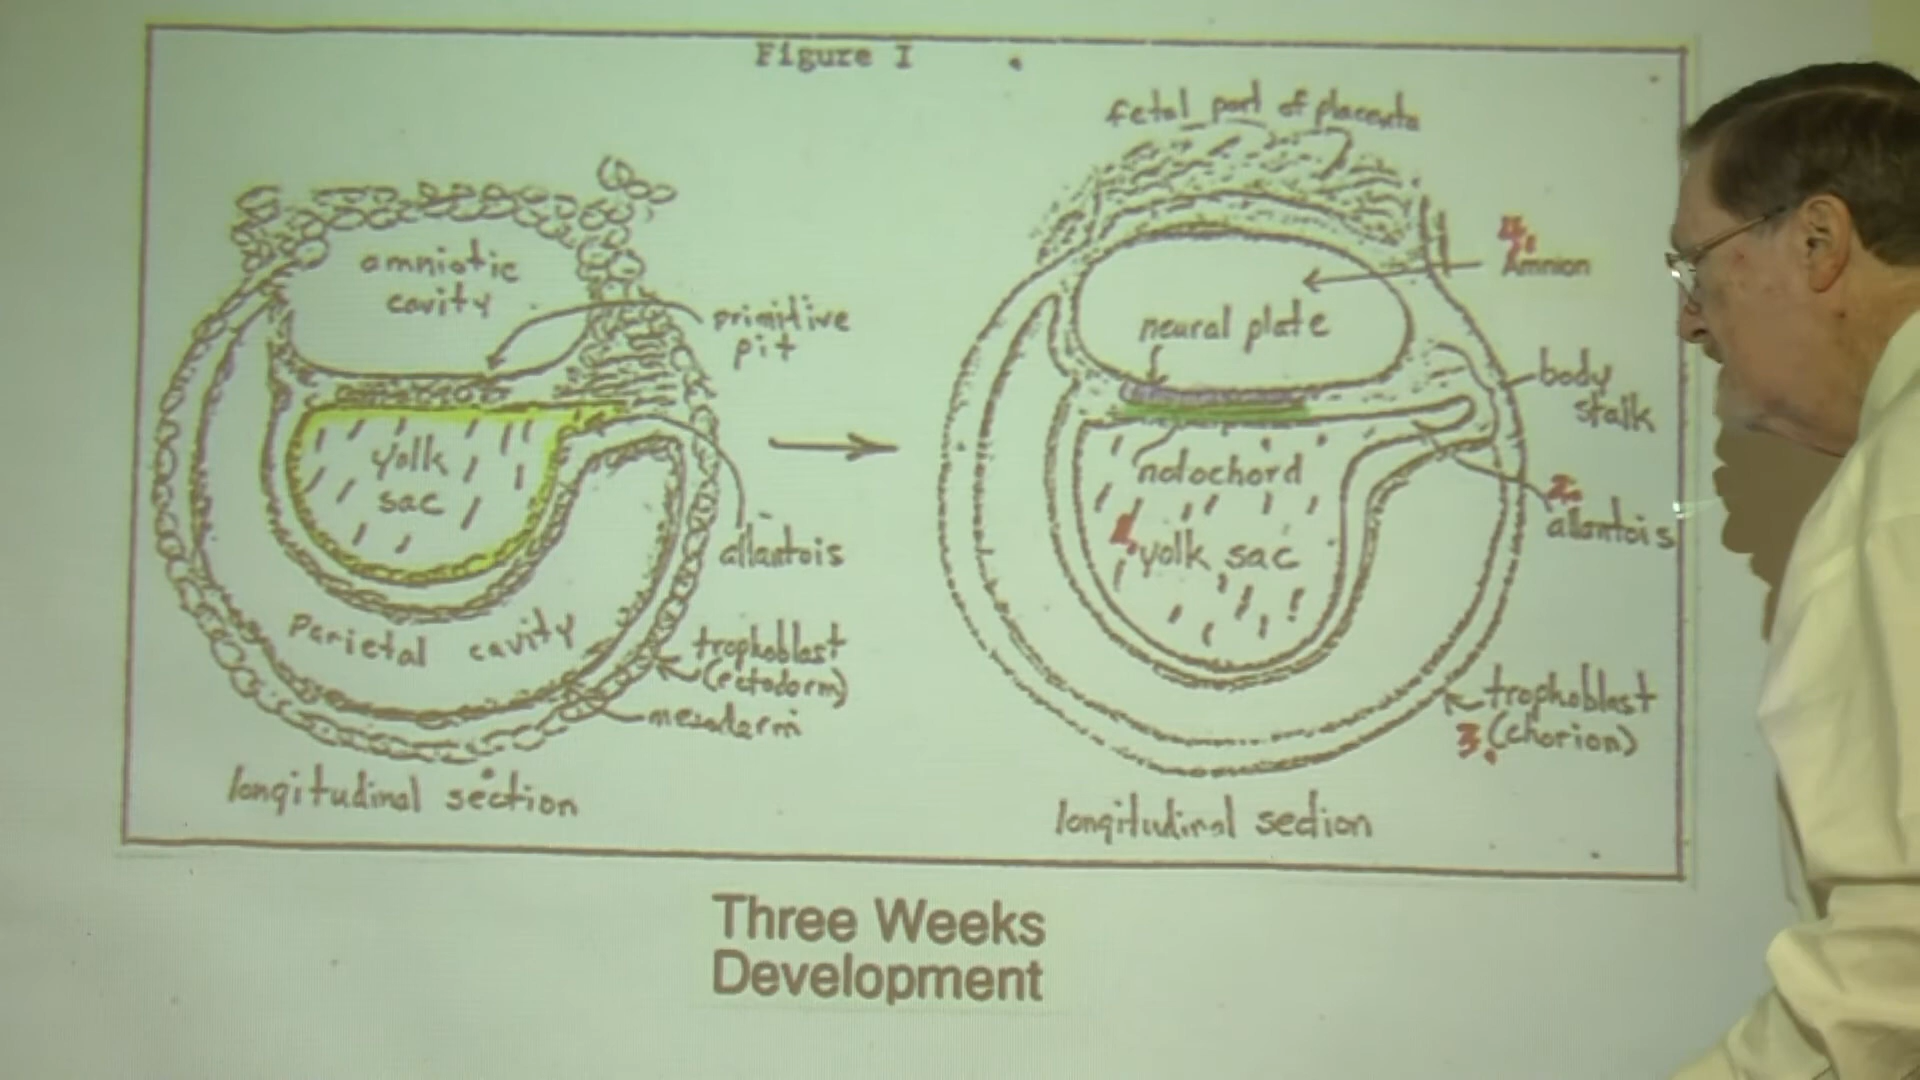 Figure I
amniotic
cavity
primitive
pit
yolk
sac
allantois
parietal cavity
trophoblast
(ectoderm)
mesoderm
longitudinal section
fetal part of placenta
4.
Amnion
neural plate
body
stalk
notochord
2.
allantois
1.
yolk sac
trophoblast
3. (chorion)
longitudinal section
Three Weeks
Development